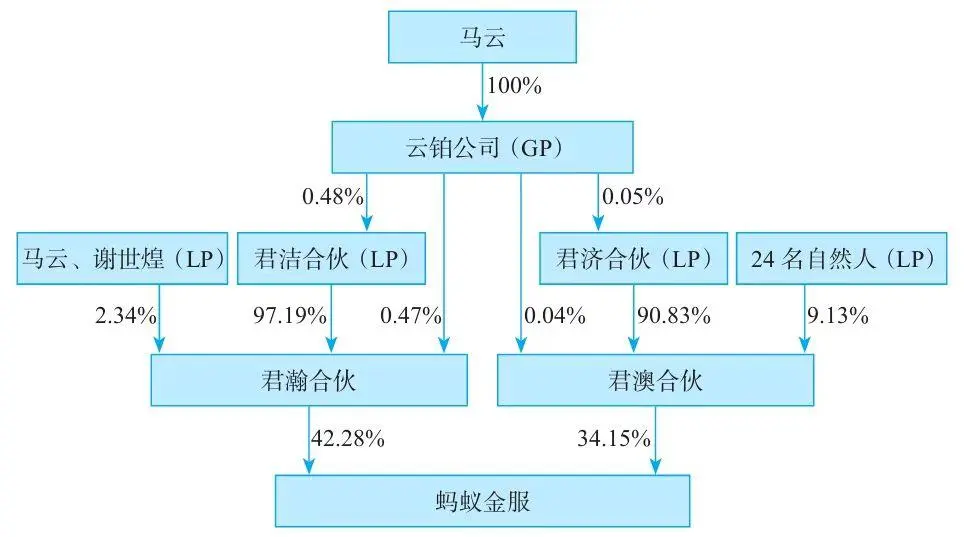 马云
100%
云铂公司（GP）
0.48%
0.05%
马云、谢世煌（LP）
君洁合伙（LP）
君济合伙（LP）
24 名自然人（LP）
2.34%
97.19%
0.47%
0.04%
90.83%
9.13%
君瀚合伙
君澳合伙
42.28%
34.15%
蚂蚁金服